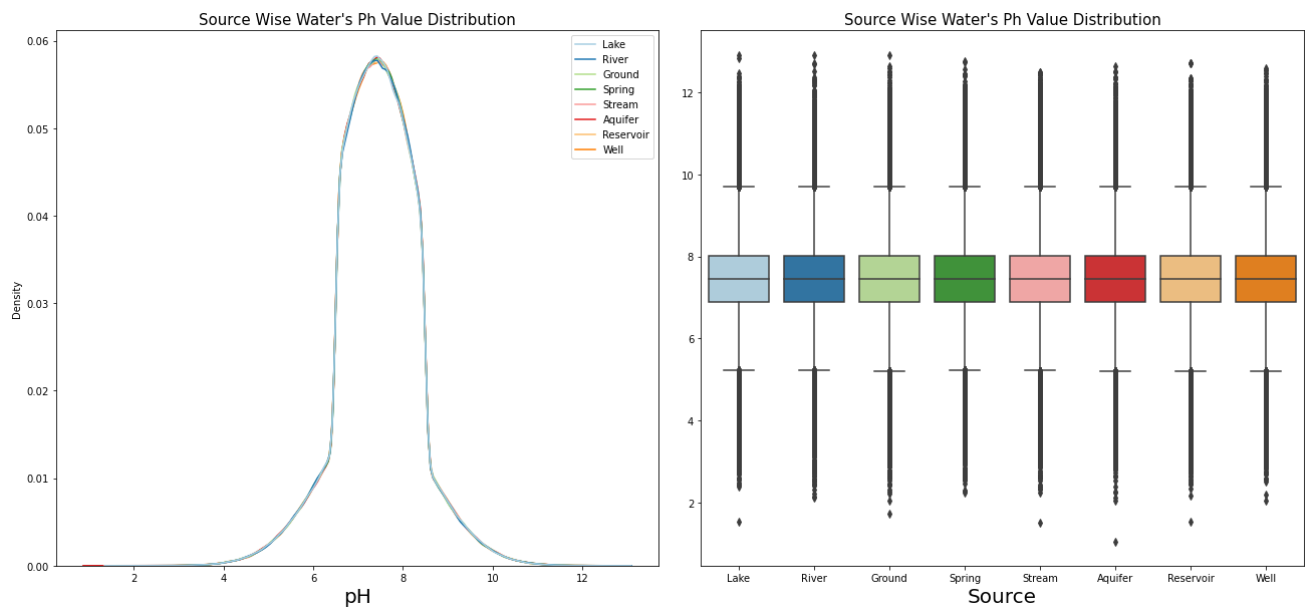 Source Wise Water's Ph Value Distribution
0.06
0.05
0.04
0.03
0.02
0.01
0.00
Density
2
4
6
8
10
12
pH
Lake
River
Ground
Spring
Stream
Aquifer
Reservoir
Well
Source Wise Water's Ph Value Distribution
12
10
8
6
4
2
Lake
River
Ground
Spring
Stream
Aquifer
Reservoir
Well
Source